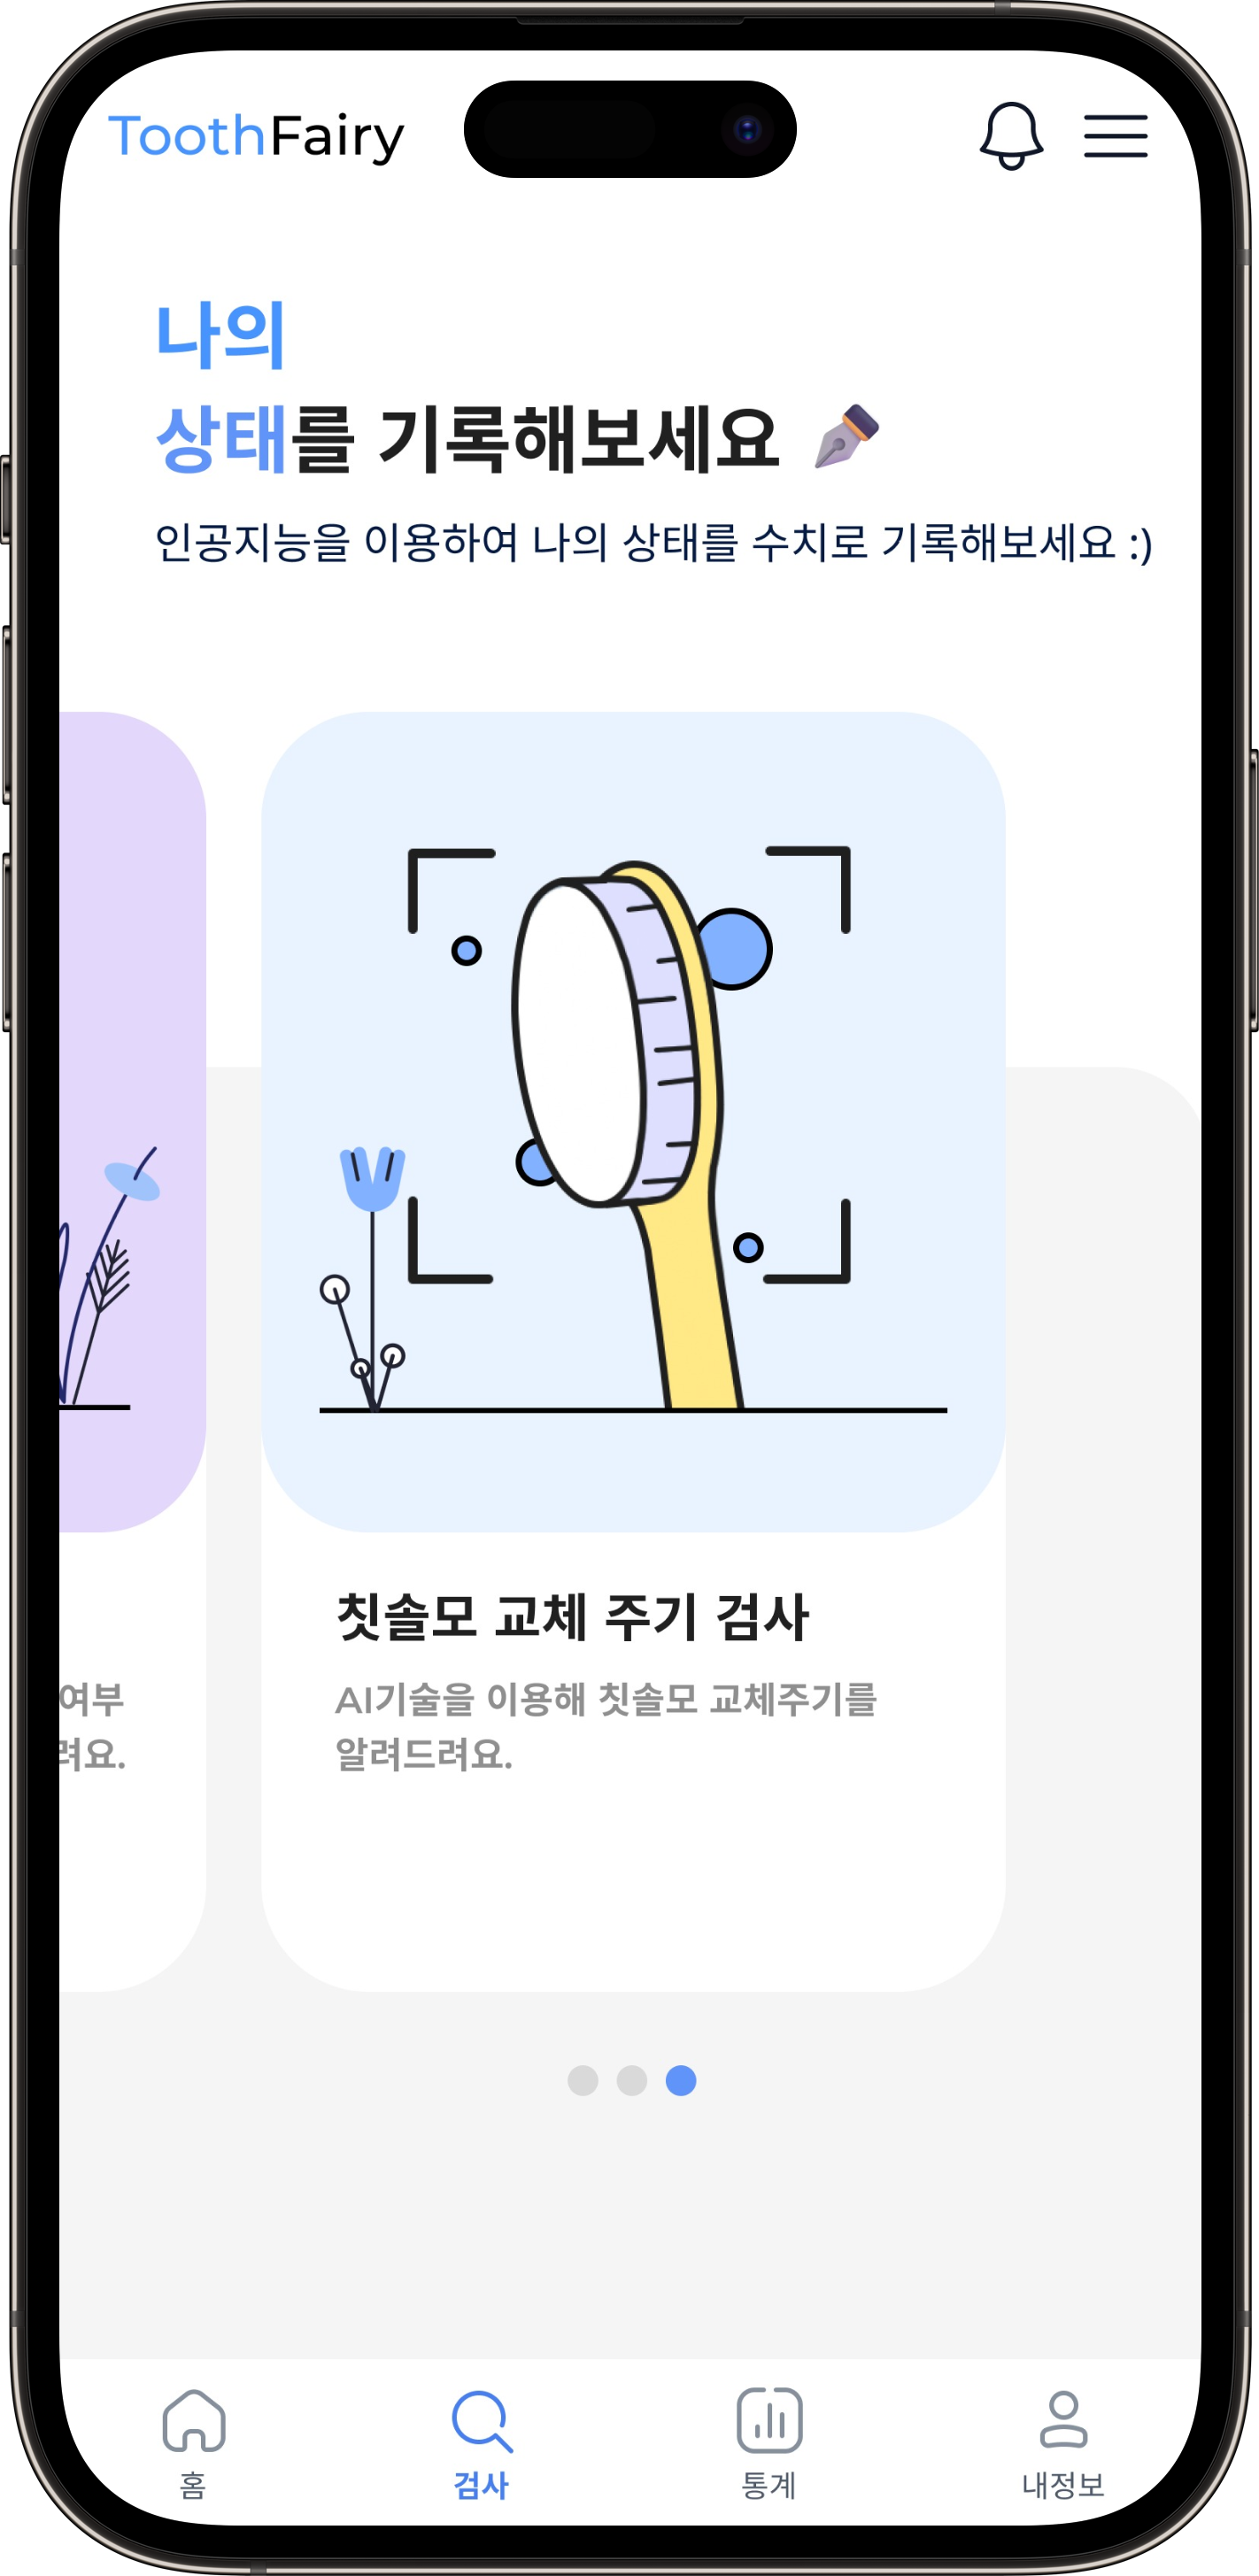 ToothFairy
나의
상태를 기록해보세요
인공지능을 이용하여 나의 상태를 수치로 기록해보세요 :)
칫솔모 교체 주기 검사
여부
AI기술을 이용해 칫솔모 교체주기를
려요.
알려드려요.
홈
검사
통계
내정보